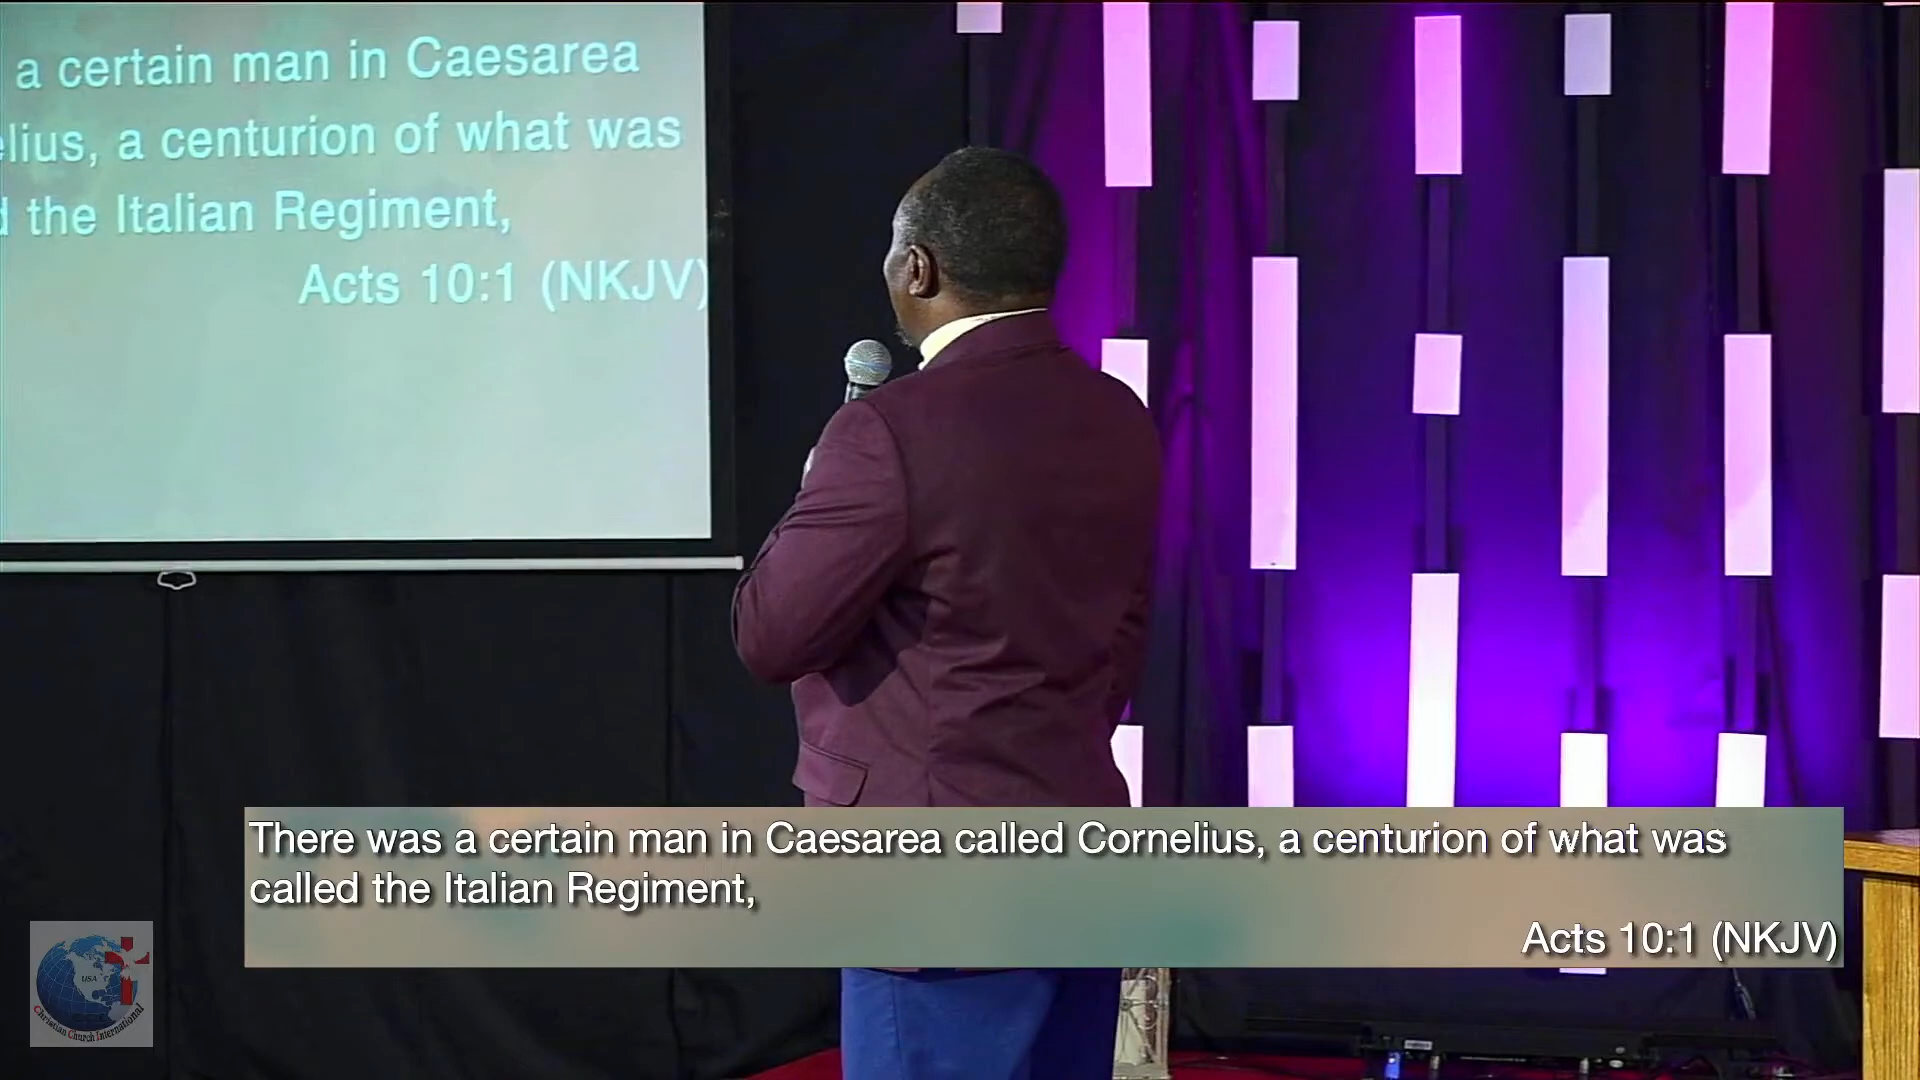 a certain man in Caesarea
elius, a centurion of what was
d the Italian Regiment,
Acts 10:1 (NKJV)
There was a certain man in Caesarea called Cornelius, a centurion of what was
called the Italian Regiment,
Acts 10:1 (NKJV)
USA
Christian Church International